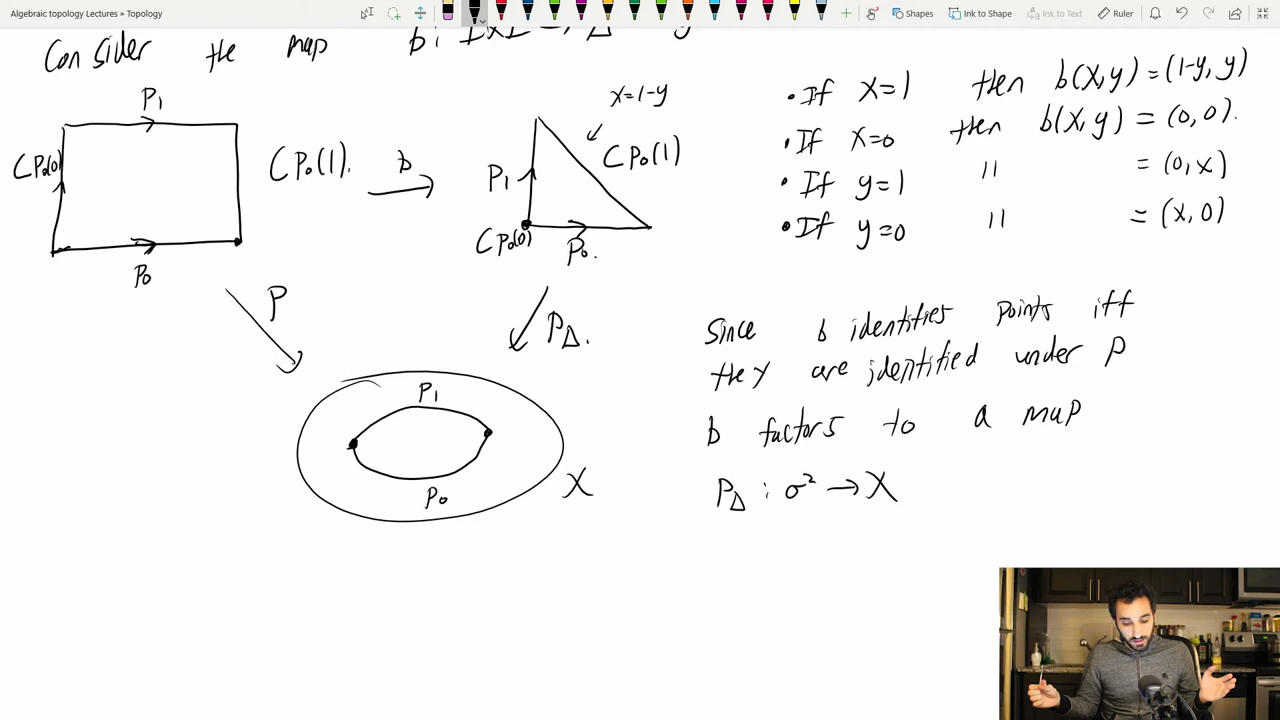 Algebraic topology Lectures » Topology
Shapes
Ink to Shape
Ink to Text
Ruler
Consider the map b: I×I → Δ
P₁
CP₀(0)
CP₀(1).
P₀
b
x=1-y
P₁
CP₀(1)
CP₀(0)
P₀.
P
PΔ.
P₁
P₀
X
• If x=1 then b(x,y)=(1-y, y)
• If x=0 then b(x,y) = (0,0).
• If y=1 " = (0,x)
• If y=0 " = (x,0)
Since b identifies points iff
they are identified under p
b factors to a map
PΔ : σ² → X